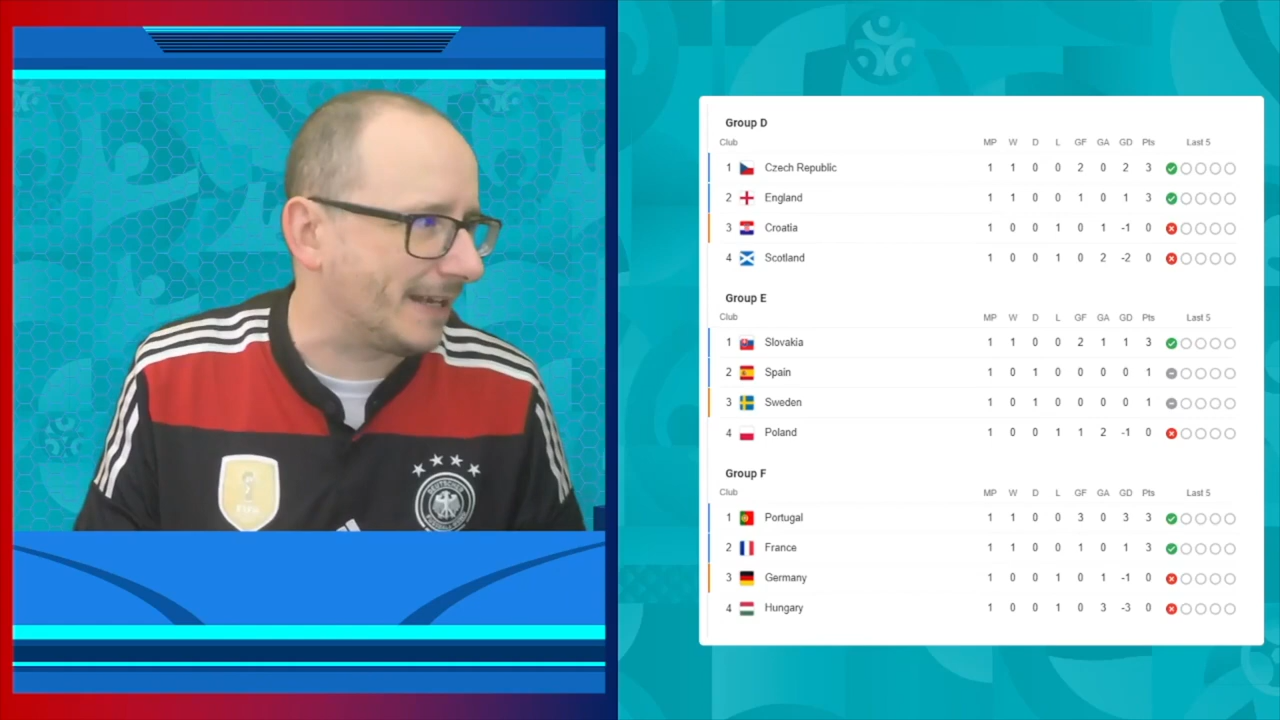 Group D
Club MP W D L GF GA GD Pts Last 5
1 Czech Republic 1 1 0 0 2 0 2 3
2 England 1 1 0 0 1 0 1 3
3 Croatia 1 0 0 1 0 1 -1 0
4 Scotland 1 0 0 1 0 2 -2 0
Group E
Club MP W D L GF GA GD Pts Last 5
1 Slovakia 1 1 0 0 2 1 1 3
2 Spain 1 0 1 0 0 0 0 1
3 Sweden 1 0 1 0 0 0 0 1
4 Poland 1 0 0 1 1 2 -1 0
Group F
Club MP W D L GF GA GD Pts Last 5
1 Portugal 1 1 0 0 3 0 3 3
2 France 1 1 0 0 1 0 1 3
3 Germany 1 0 0 1 0 1 -1 0
4 Hungary 1 0 0 1 0 3 -3 0
FIFA
DEUTSCHER